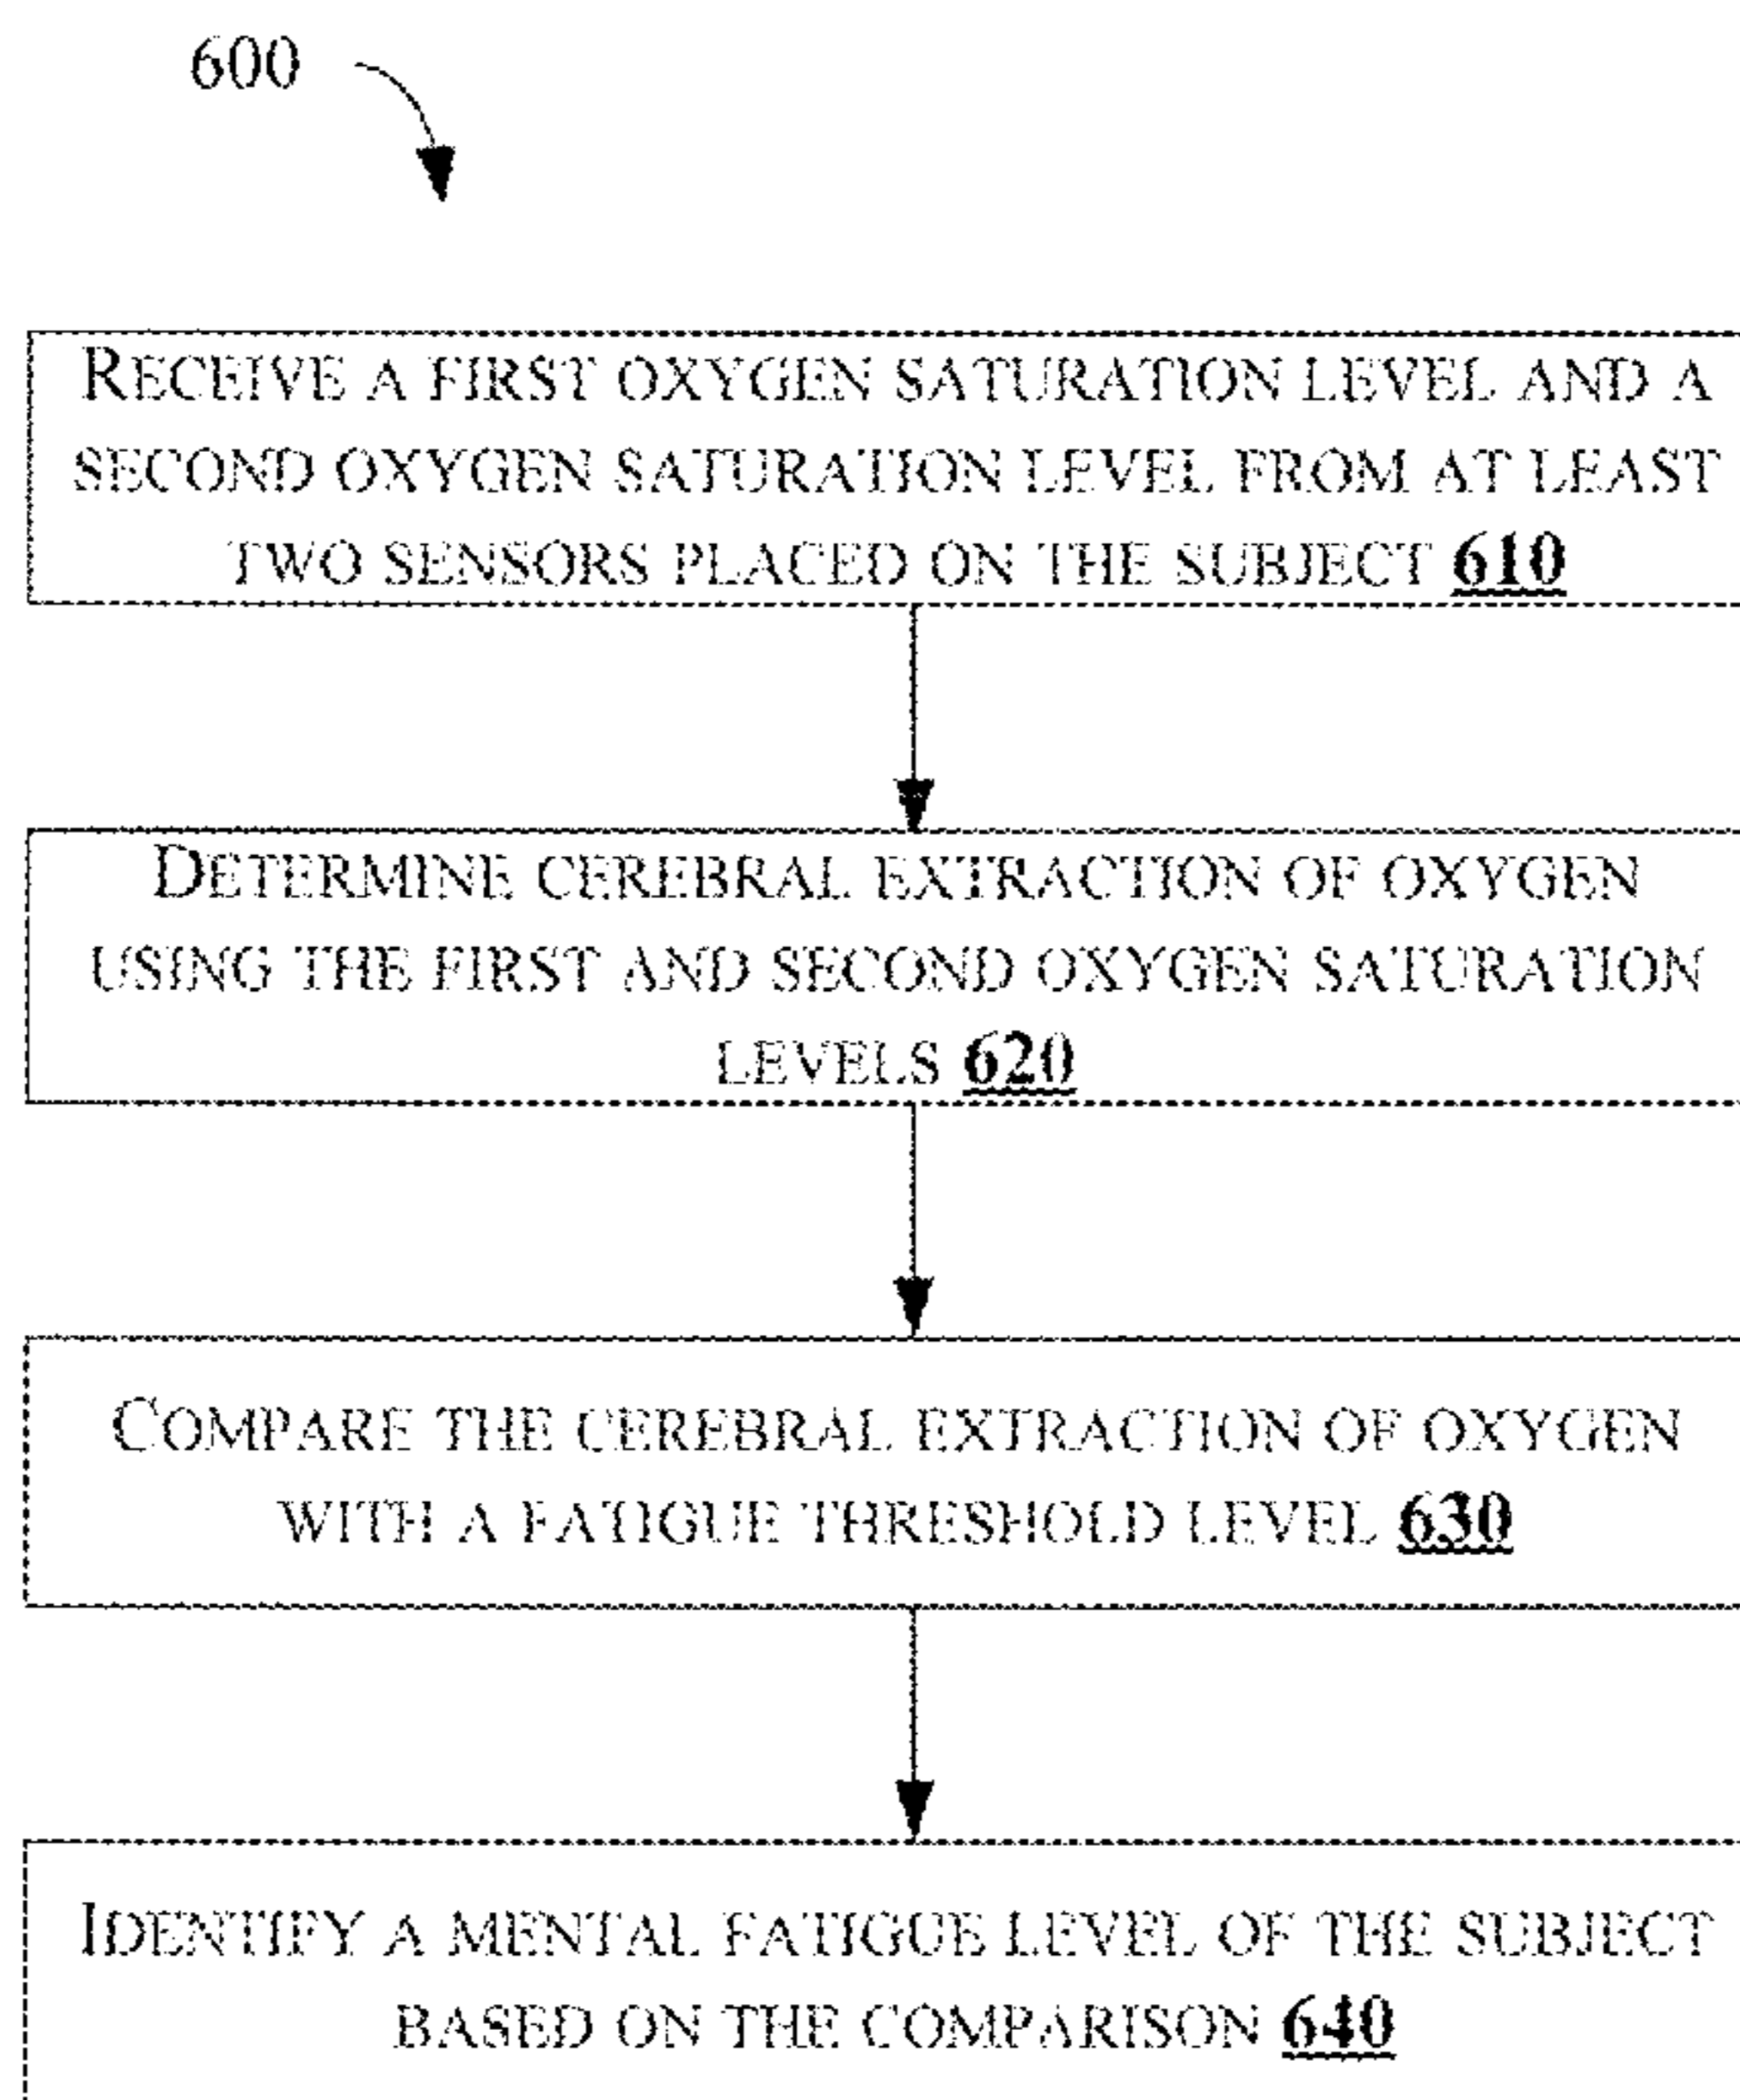 600
RECEIVE A FIRST OXYGEN SATURATION LEVEL AND A
SECOND OXYGEN SATURATION LEVEL FROM AT LEAST
TWO SENSORS PLACED ON THE SUBJECT 610
DETERMINE CEREBRAL EXTRACTION OF OXYGEN
USING THE FIRST AND SECOND OXYGEN SATURATION
LEVELS 620
COMPARE THE CEREBRAL EXTRACTION OF OXYGEN
WITH A FATIGUE THRESHOLD LEVEL 630
IDENTIFY A MENTAL FATIGUE LEVEL OF THE SUBJECT
BASED ON THE COMPARISON 640